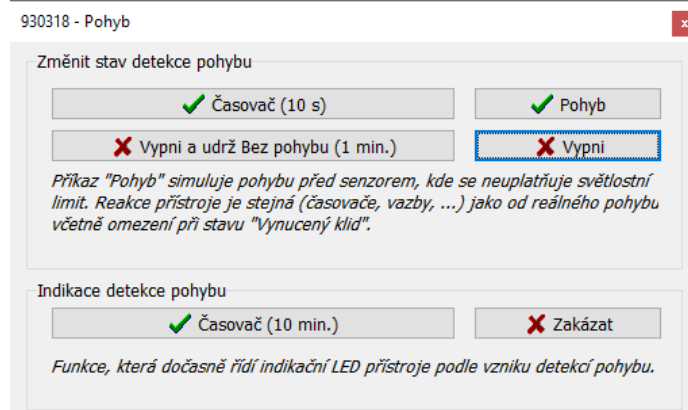 930318 - Pohyb
x
Změnit stav detekce pohybu
Časovač (10 s)
Pohyb
Vypni a udrž Bez pohybu (1 min.)
Vypni
Příkaz "Pohyb" simuluje pohybu před senzorem, kde se neuplatňuje světlostní
limit. Reakce přístroje je stejná (časovače, vazby, ...) jako od reálného pohybu
včetně omezení při stavu "Vynucený klid".
Indikace detekce pohybu
Časovač (10 min.)
Zakázat
Funkce, která dočasně řídí indikační LED přístroje podle vzniku detekcí pohybu.